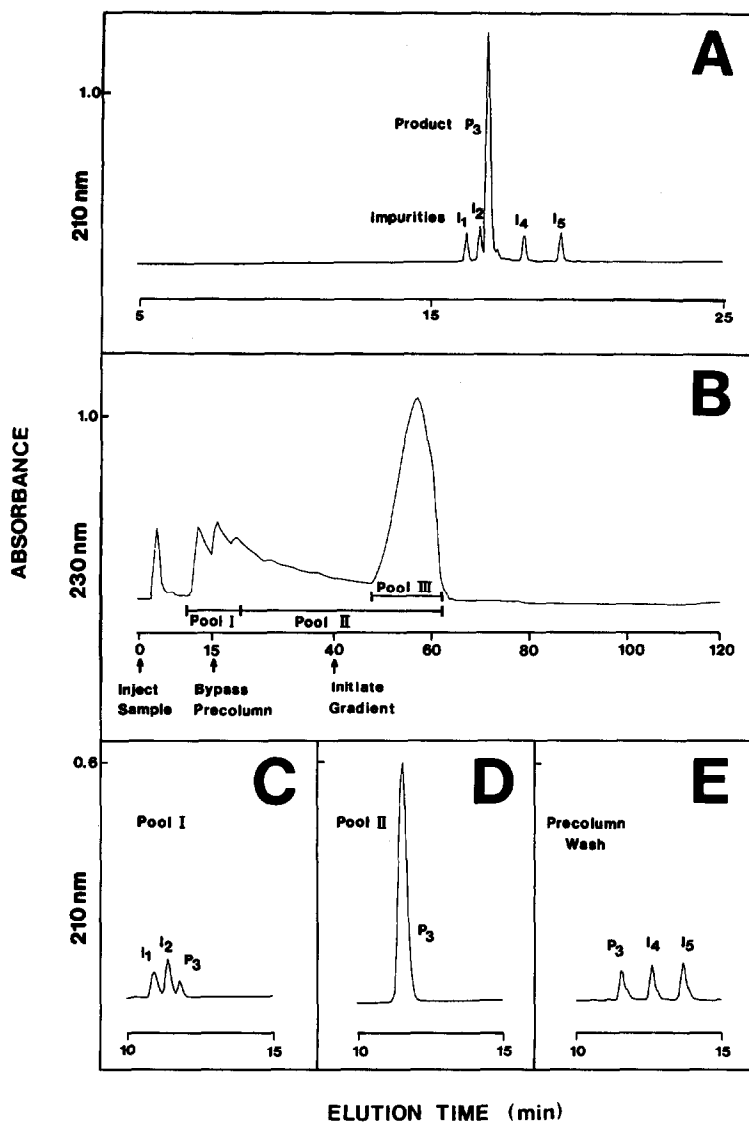 A
1.0
Product P3
Impurities I1 I2 I4 I5
210 nm
5 15 25
B
1.0
ABSORBANCE
230 nm
Pool III
Pool I Pool II
0 15 40 60 80 100 120
Inject Sample
Bypass Precolumn
Initiate Gradient
C
0.6
Pool I
210 nm
I1 I2 P3
10 15
D
Pool II
P3
10 15
E
Precolumn Wash
P3 I4 I5
10 15
ELUTION TIME (min)